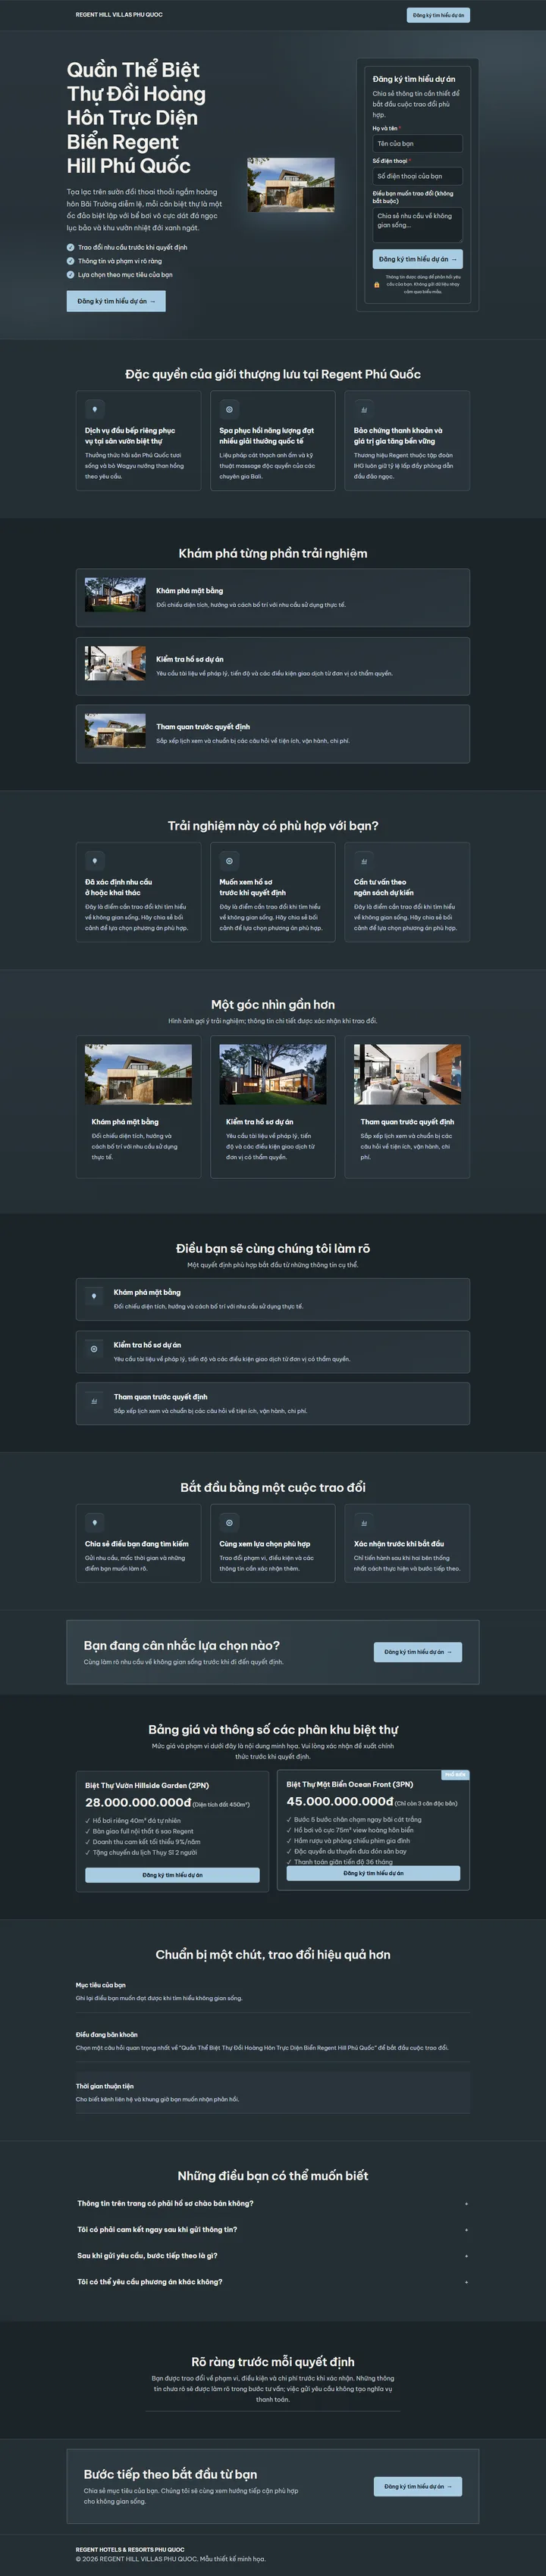 REGENT HILL VILLAS PHU QUOC
Đăng ký tìm hiểu dự án
Quần Thể Biệt
Thự Đồi Hoàng
Hôn Trực Diện
Biển Regent
Hill Phú Quốc
Tọa lạc trên sườn đồi thoai thoải ngắm hoàng
hôn Bãi Trường diễm lệ, mỗi căn biệt thự là một
ốc đảo biệt lập với bể bơi vô cực dát đá ngọc
lục bảo và khu vườn nhiệt đới xanh ngát.
Trao đổi nhu cầu trước khi quyết định
Thông tin và phạm vi rõ ràng
Lựa chọn theo mục tiêu của bạn
Đăng ký tìm hiểu dự án →
Đăng ký tìm hiểu dự án
Chia sẻ thông tin cần thiết để
bắt đầu cuộc trao đổi phù
hợp.
Họ và tên *
Tên của bạn
Số điện thoại *
Số điện thoại của bạn
Điều bạn muốn trao đổi (không
bắt buộc)
Chia sẻ nhu cầu về không
gian sống...
Đăng ký tìm hiểu dự án →
Thông tin được dùng để phản hồi yêu
cầu của bạn. Không gửi dữ liệu nhạy
cảm qua biểu mẫu.
Đặc quyền của giới thượng lưu tại Regent Phú Quốc
Dịch vụ đầu bếp riêng phục
vụ tại sân vườn biệt thự
Thưởng thức hải sản Phú Quốc tươi
sống và bò Wagyu nướng than hồng
theo yêu cầu.
Spa phục hồi năng lượng đạt
nhiều giải thưởng quốc tế
Liệu pháp cát thạch anh ấm và kỹ
thuật massage độc quyền của các
chuyên gia Bali.
Bảo chứng thanh khoản và
giá trị gia tăng bền vững
Thương hiệu Regent thuộc tập đoàn
IHG luôn giữ tỷ lệ lấp đầy phòng dẫn
đầu đảo ngọc.
Khám phá từng phần trải nghiệm
Khám phá mặt bằng
Đối chiếu diện tích, hướng và cách bố trí với nhu cầu sử dụng thực tế.
Kiểm tra hồ sơ dự án
Yêu cầu tài liệu về pháp lý, tiến độ và các điều kiện giao dịch từ đơn vị có thẩm quyền.
Tham quan trước quyết định
Sắp xếp lịch xem và chuẩn bị các câu hỏi về tiện ích, vận hành, chi phí.
Trải nghiệm này có phù hợp với bạn?
Đã xác định nhu cầu
ở hoặc khai thác
Đây là điểm cần trao đổi khi tìm hiểu
về không gian sống. Hãy chia sẻ bối
cảnh để lựa chọn phương án phù hợp.
Muốn xem hồ sơ
trước khi quyết định
Đây là điểm cần trao đổi khi tìm hiểu
về không gian sống. Hãy chia sẻ bối
cảnh để lựa chọn phương án phù hợp.
Cần tư vấn theo
ngân sách dự kiến
Đây là điểm cần trao đổi khi tìm hiểu
về không gian sống. Hãy chia sẻ bối
cảnh để lựa chọn phương án phù hợp.
Một góc nhìn gần hơn
Hình ảnh gợi ý trải nghiệm; thông tin chi tiết được xác nhận khi trao đổi.
Khám phá mặt bằng
Đối chiếu diện tích, hướng và
cách bố trí với nhu cầu sử dụng
thực tế.
Kiểm tra hồ sơ dự án
Yêu cầu tài liệu về pháp lý, tiến
độ và các điều kiện giao dịch từ
đơn vị có thẩm quyền.
Tham quan trước quyết định
Sắp xếp lịch xem và chuẩn bị các
câu hỏi về tiện ích, vận hành, chi
phí.
Điều bạn sẽ cùng chúng tôi làm rõ
Một quyết định phù hợp bắt đầu từ những thông tin cụ thể.
Khám phá mặt bằng
Đối chiếu diện tích, hướng và cách bố trí với nhu cầu sử dụng thực tế.
Kiểm tra hồ sơ dự án
Yêu cầu tài liệu về pháp lý, tiến độ và các điều kiện giao dịch từ đơn vị có thẩm quyền.
Tham quan trước quyết định
Sắp xếp lịch xem và chuẩn bị các câu hỏi về tiện ích, vận hành, chi phí.
Bắt đầu bằng một cuộc trao đổi
Chia sẻ điều bạn đang tìm kiếm
Gửi nhu cầu, mốc thời gian và những
điểm bạn muốn làm rõ.
Cùng xem lựa chọn phù hợp
Trao đổi phạm vi, điều kiện và các
thông tin cần xác nhận thêm.
Xác nhận trước khi bắt đầu
Chỉ tiến hành sau khi hai bên thống
nhất cách thực hiện và bước tiếp theo.
Bạn đang cân nhắc lựa chọn nào?
Cùng làm rõ nhu cầu về không gian sống trước khi đi đến quyết định.
Đăng ký tìm hiểu dự án →
Bảng giá và thông số các phân khu biệt thự
Mức giá và phạm vi dưới đây là nội dung minh họa. Vui lòng xác nhận đề xuất chính
thức trước khi quyết định.
Biệt Thự Vườn Hillside Garden (2PN)
28.000.000.000đ (Diện tích đất 450m²)
✓ Hồ bơi riêng 40m² đá tự nhiên
✓ Bàn giao full nội thất 6 sao Regent
✓ Doanh thu cam kết tối thiểu 9%/năm
✓ Tặng chuyến du lịch Thụy Sĩ 2 người
Đăng ký tìm hiểu dự án
Biệt Thự Mặt Biển Ocean Front (3PN)
45.000.000.000đ (Chỉ còn 3 căn độc bản)
✓ Bước 5 bước chân chạm ngay bãi cát trắng
✓ Hồ bơi vô cực 75m² view hoàng hôn biển
✓ Hầm rượu và phòng chiếu phim gia đình
✓ Đặc quyền du thuyền đưa đón sân bay
✓ Thanh toán giãn tiến độ 36 tháng
Đăng ký tìm hiểu dự án
Chuẩn bị một chút, trao đổi hiệu quả hơn
Mục tiêu của bạn
Ghi lại điều bạn muốn đạt được khi tìm hiểu không gian sống.
Điều đang băn khoăn
Chọn một câu hỏi quan trọng nhất về "Quần Thể Biệt Thự Đồi Hoàng Hôn Trực Diện Biển Regent Hill Phú Quốc" để bắt đầu cuộc trao đổi.
Thời gian thuận tiện
Cho biết kênh liên hệ và khung giờ bạn muốn nhận phản hồi.
Những điều bạn có thể muốn biết
Thông tin trên trang có phải hồ sơ chào bán không? +
Tôi có phải cam kết ngay sau khi gửi thông tin? +
Sau khi gửi yêu cầu, bước tiếp theo là gì? +
Tôi có thể yêu cầu phương án khác không? +
Rõ ràng trước mỗi quyết định
Bạn được trao đổi về phạm vi, điều kiện và chi phí trước khi xác nhận. Những thông
tin chưa rõ sẽ được làm rõ trong bước tư vấn; việc gửi yêu cầu không tạo nghĩa vụ
thanh toán.
Bước tiếp theo bắt đầu từ bạn
Chia sẻ mục tiêu của bạn. Chúng tôi sẽ cùng xem hướng tiếp cận phù hợp
cho không gian sống.
Đăng ký tìm hiểu dự án →
REGENT HOTELS & RESORTS PHU QUOC
© 2026 REGENT HILL VILLAS PHU QUOC. Mẫu thiết kế minh họa.